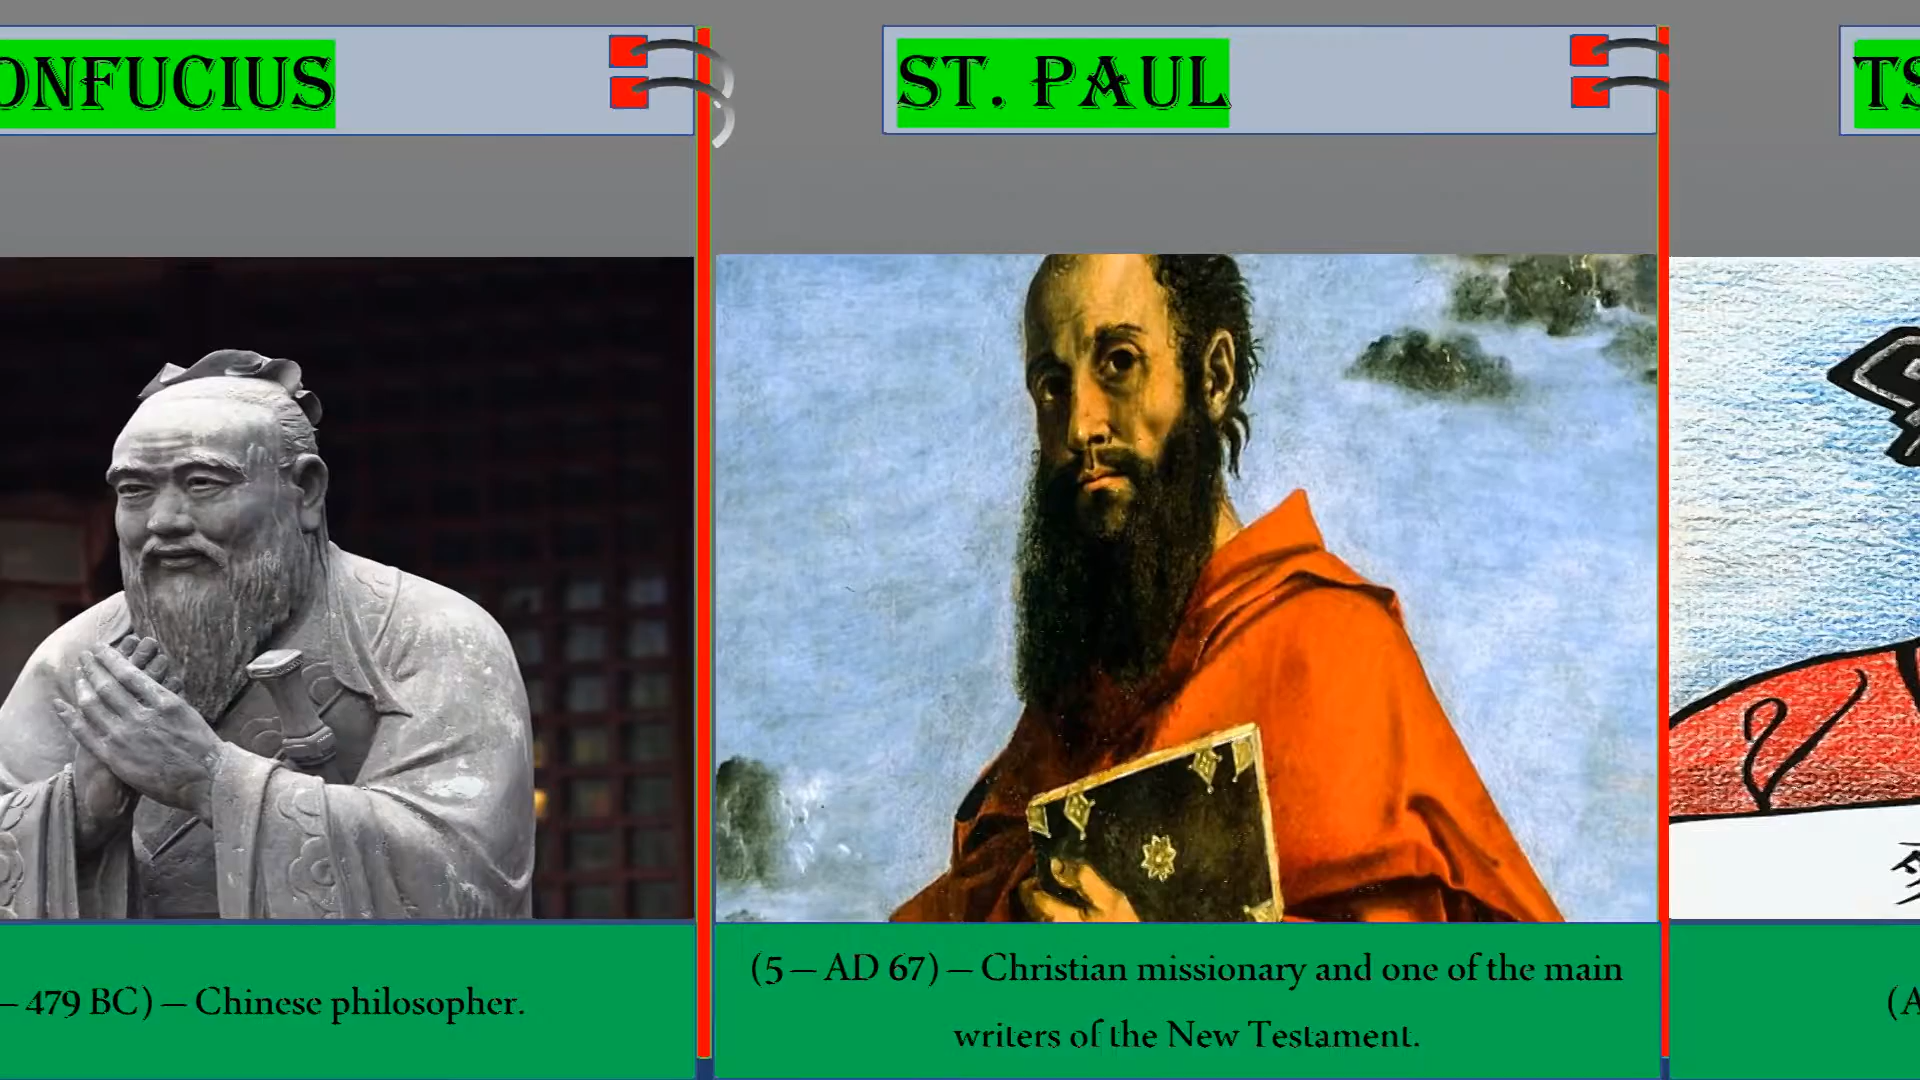 ONFUCIUS
ST. PAUL
TS
– 479 BC) – Chinese philosopher.
(5 – AD 67) – Christian missionary and one of the main
writers of the New Testament.
(A